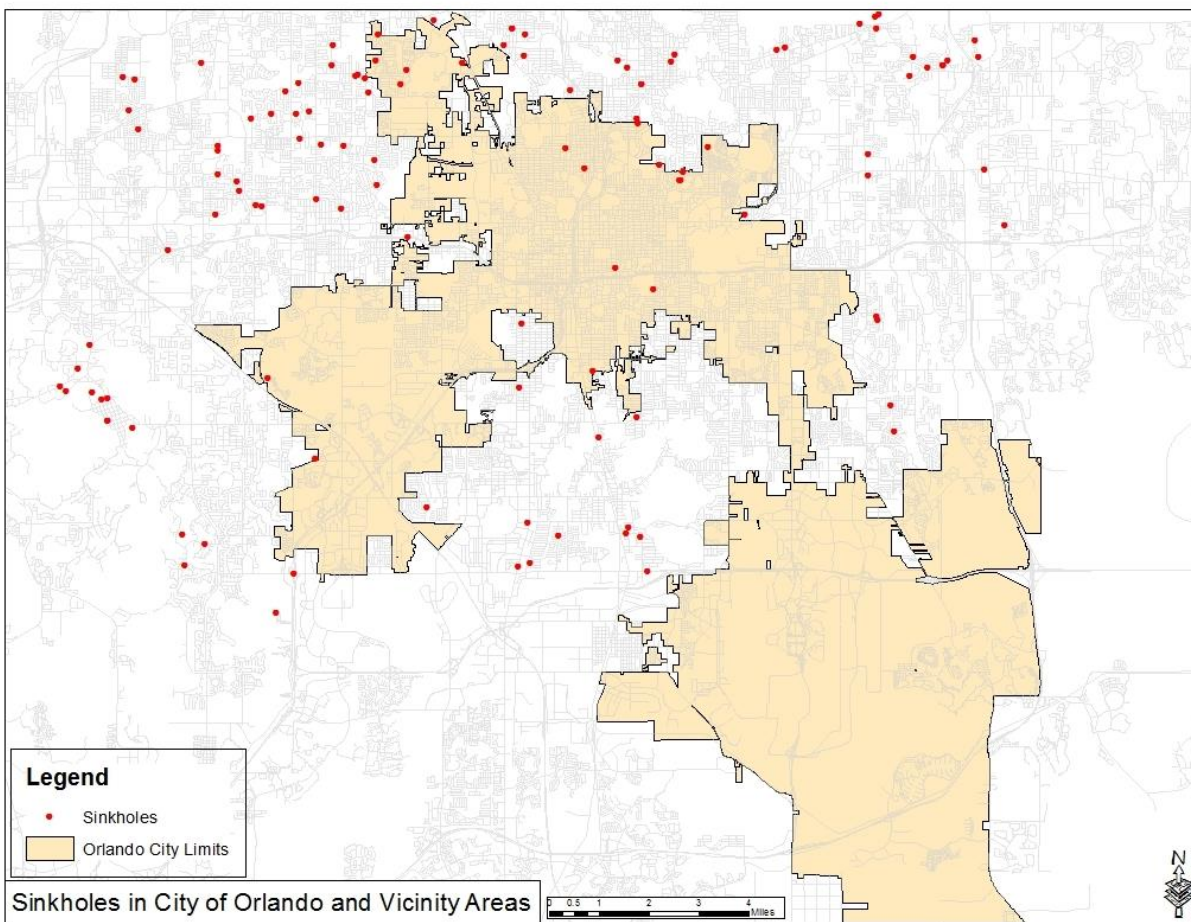 Legend
Sinkholes
Orlando City Limits
Sinkholes in City of Orlando and Vicinity Areas
0 0.5 1 2 3 4
Miles
N